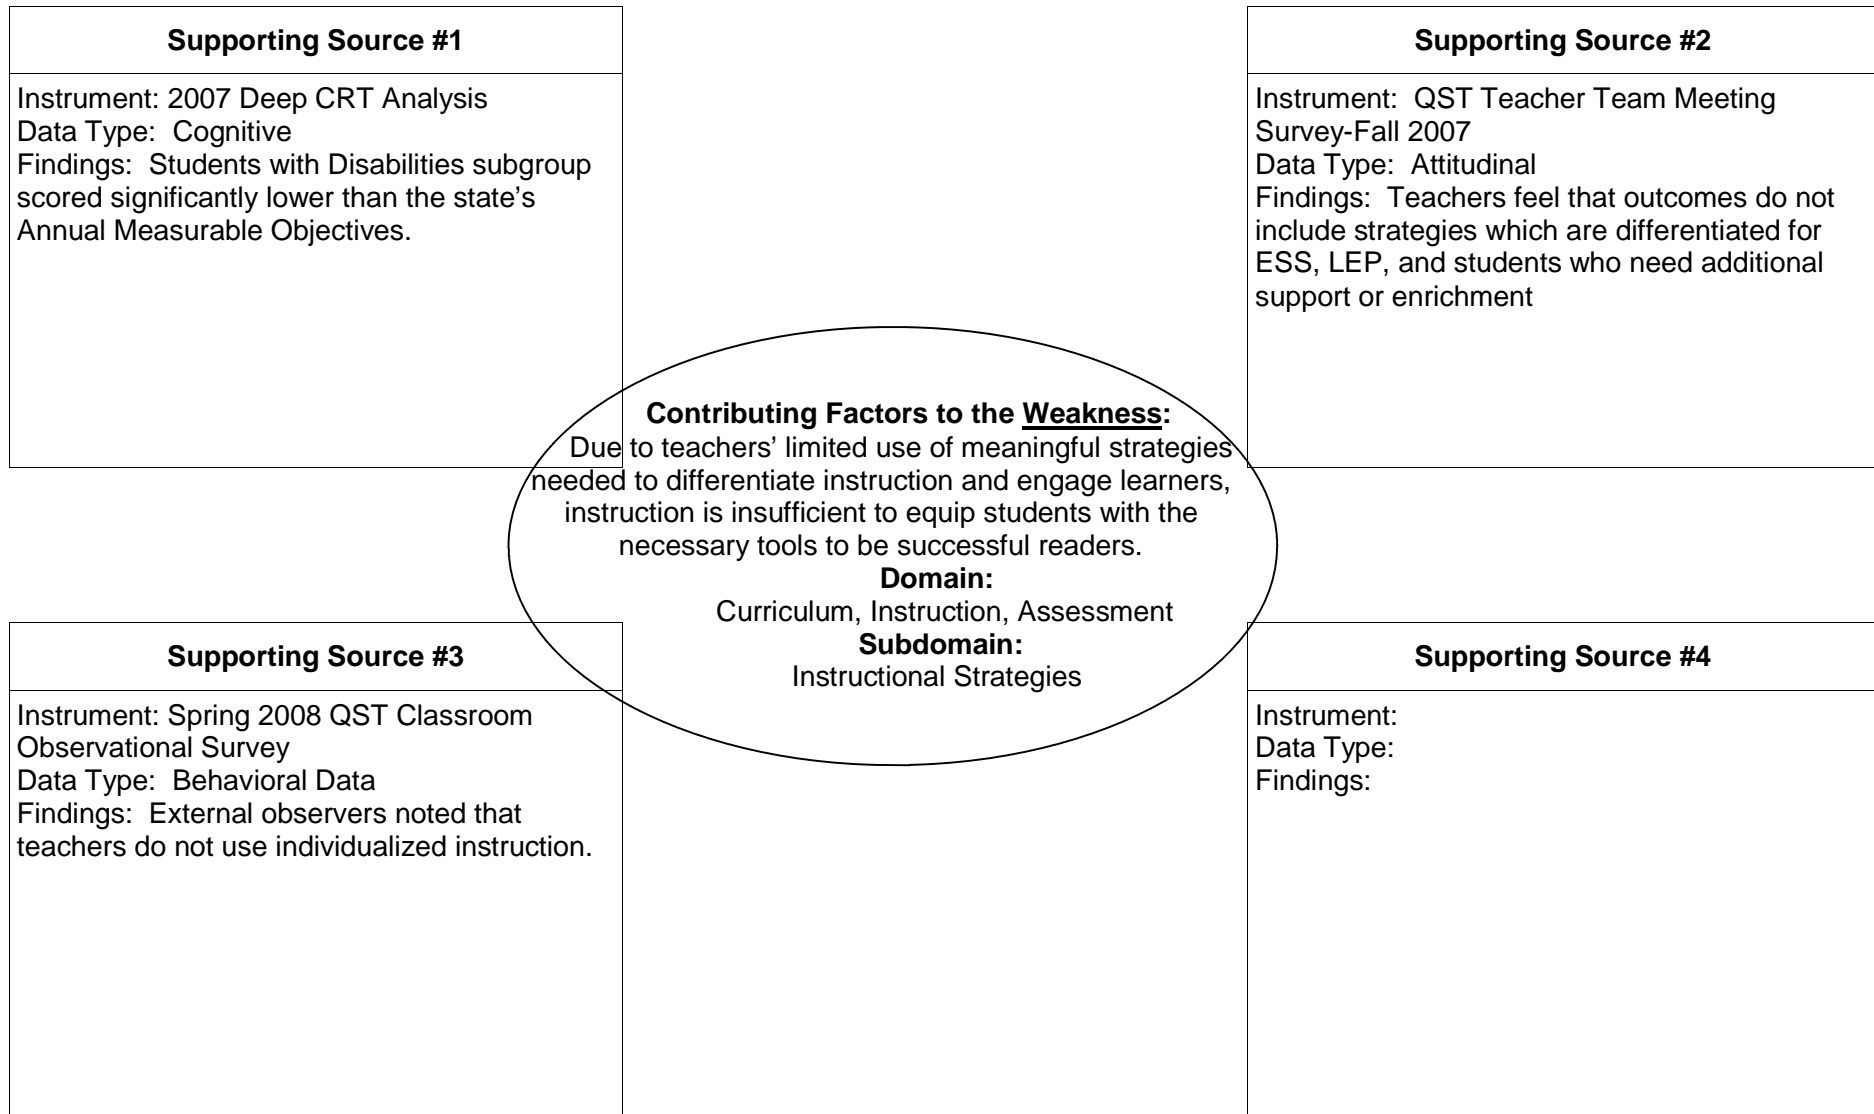 Supporting Source #1
Instrument: 2007 Deep CRT Analysis
Data Type: Cognitive
Findings: Students with Disabilities subgroup
scored significantly lower than the state’s
Annual Measurable Objectives.
Supporting Source #2
Instrument: QST Teacher Team Meeting
Survey-Fall 2007
Data Type: Attitudinal
Findings: Teachers feel that outcomes do not
include strategies which are differentiated for
ESS, LEP, and students who need additional
support or enrichment
Contributing Factors to the Weakness:
Due to teachers’ limited use of meaningful strategies
needed to differentiate instruction and engage learners,
instruction is insufficient to equip students with the
necessary tools to be successful readers.
Domain:
Curriculum, Instruction, Assessment
Subdomain:
Instructional Strategies
Supporting Source #3
Instrument: Spring 2008 QST Classroom
Observational Survey
Data Type: Behavioral Data
Findings: External observers noted that
teachers do not use individualized instruction.
Supporting Source #4
Instrument:
Data Type:
Findings: